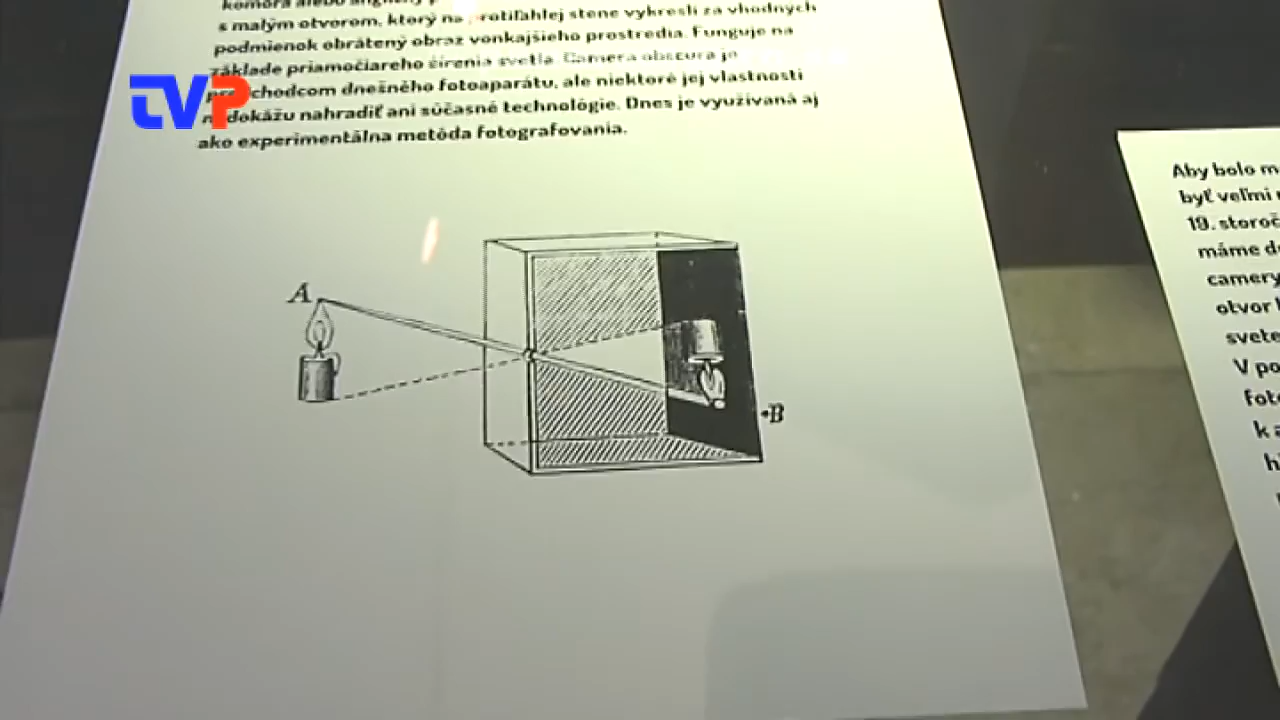 komora alebo
s malým otvorom, ktorý na protiľahlej stene vykreslí za vhodných
podmienok obrátený obraz vonkajšieho prostredia. Funguje na
základe priamočiareho šírenia svetla. Camera obscura je
predchodcom dnešného fotoaparátu, ale niektoré jej vlastnosti
nedokážu nahradiť ani súčasné technológie. Dnes je využívaná aj
ako experimentálna metóda fotografovania.
TVP
A
B
Aby bolo
byť veľmi
19. storoč
máme
camery
otvor
svete
V po
foto
k a